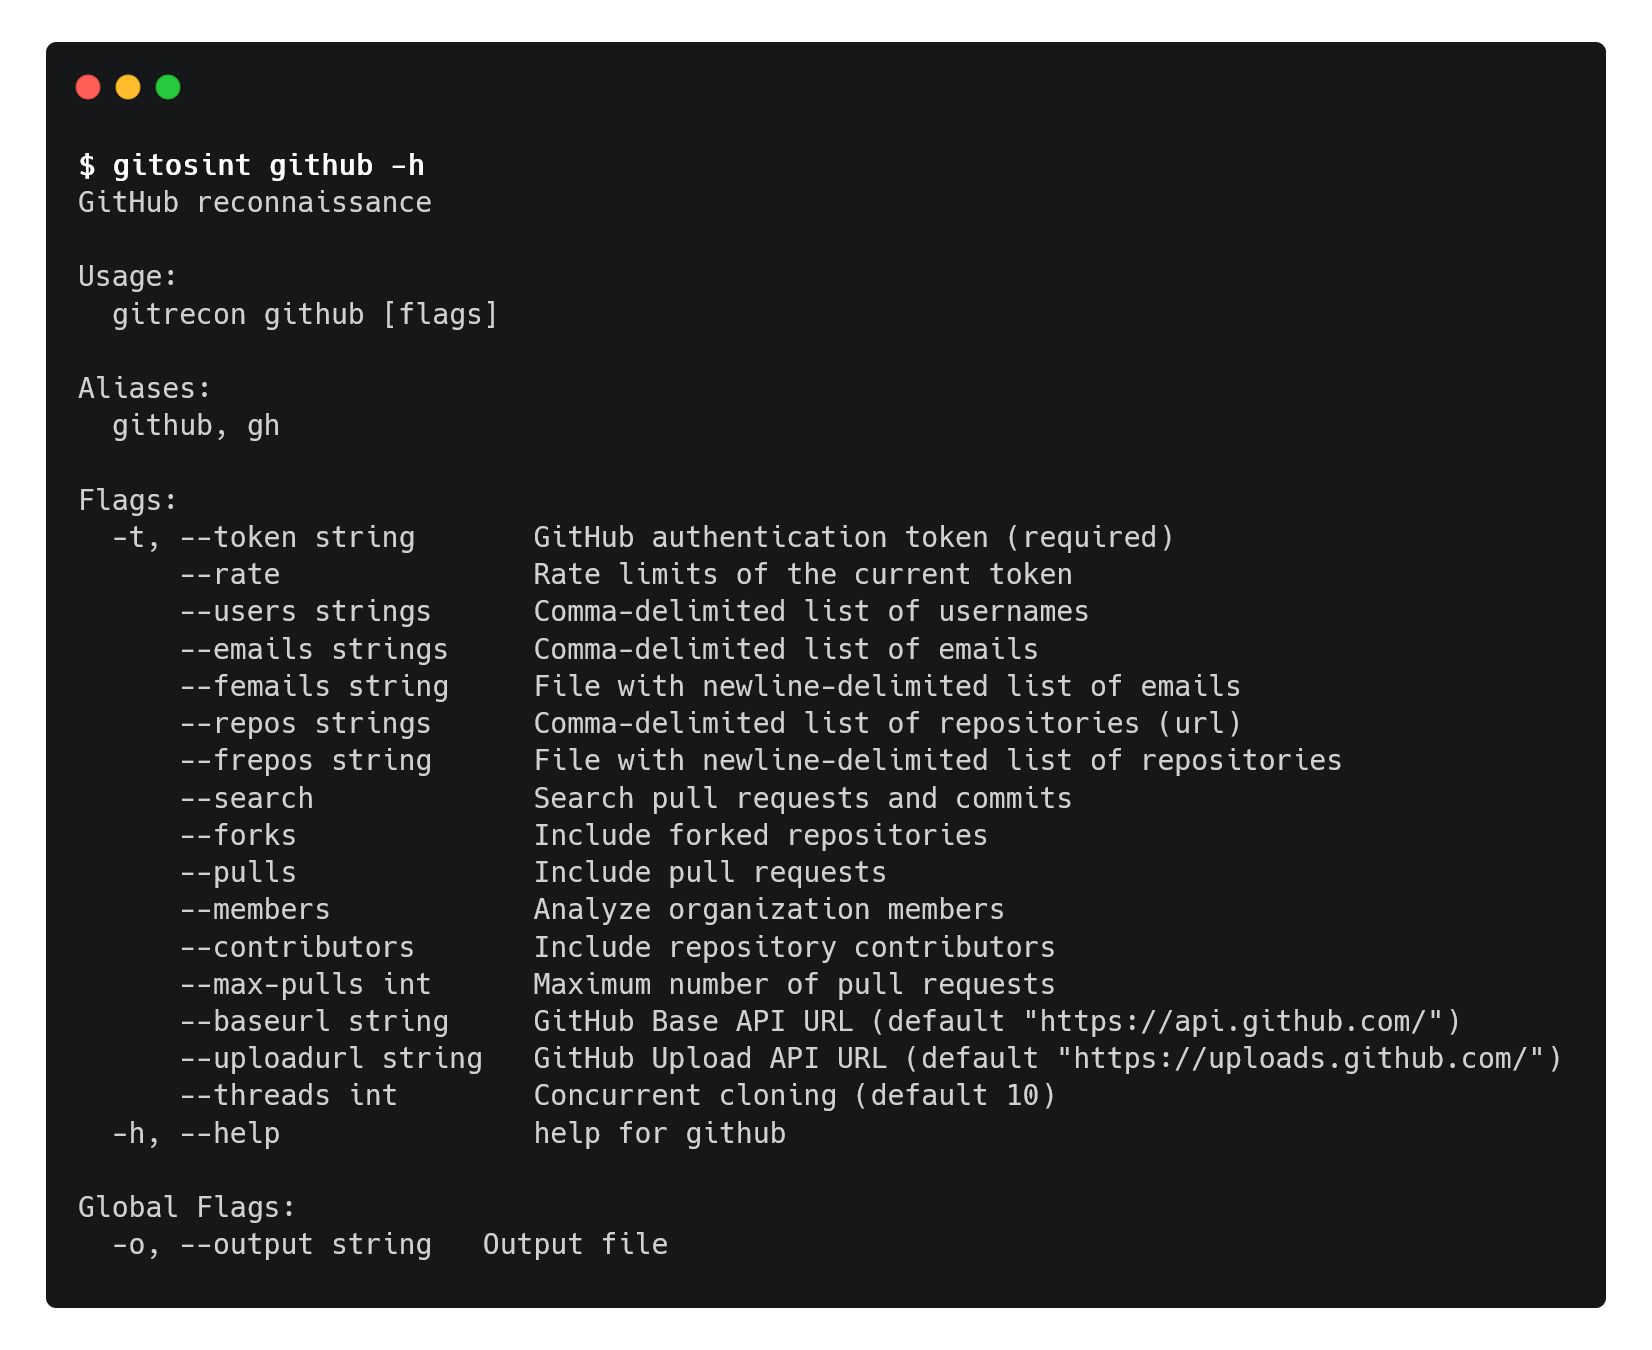 $ gitosint github -h
GitHub reconnaissance
Usage:
gitrecon github [flags]
Aliases:
github, gh
Flags:
-t, --token string GitHub authentication token (required)
--rate Rate limits of the current token
--users strings Comma-delimited list of usernames
--emails strings Comma-delimited list of emails
--femails string File with newline-delimited list of emails
--repos strings Comma-delimited list of repositories (url)
--frepos string File with newline-delimited list of repositories
--search Search pull requests and commits
--forks Include forked repositories
--pulls Include pull requests
--members Analyze organization members
--contributors Include repository contributors
--max-pulls int Maximum number of pull requests
--baseurl string GitHub Base API URL (default "https://api.github.com/")
--uploadurl string GitHub Upload API URL (default "https://uploads.github.com/")
--threads int Concurrent cloning (default 10)
-h, --help help for github
Global Flags:
-o, --output string Output file